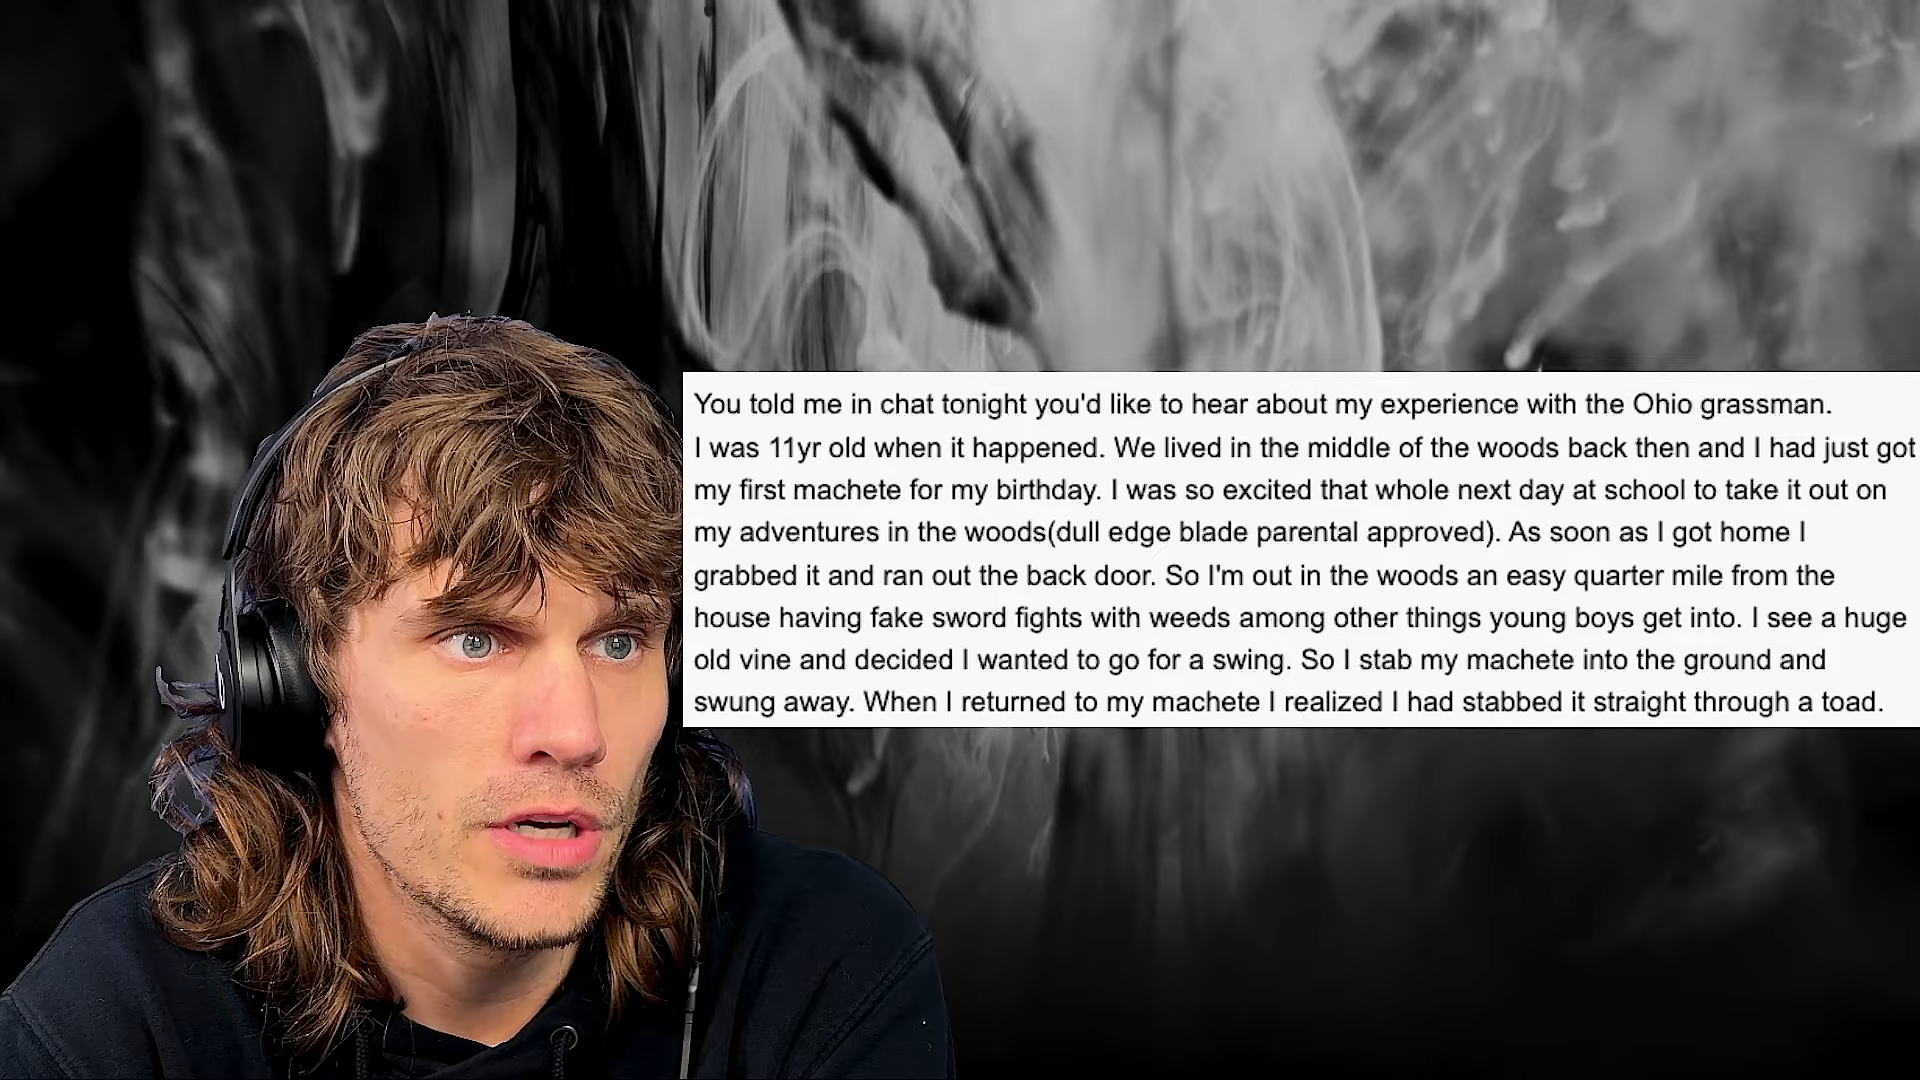 You told me in chat tonight you'd like to hear about my experience with the Ohio grassman.
I was 11yr old when it happened. We lived in the middle of the woods back then and I had just got
my first machete for my birthday. I was so excited that whole next day at school to take it out on
my adventures in the woods(dull edge blade parental approved). As soon as I got home I
grabbed it and ran out the back door. So I'm out in the woods an easy quarter mile from the
house having fake sword fights with weeds among other things young boys get into. I see a huge
old vine and decided I wanted to go for a swing. So I stab my machete into the ground and
swung away. When I returned to my machete I realized I had stabbed it straight through a toad.